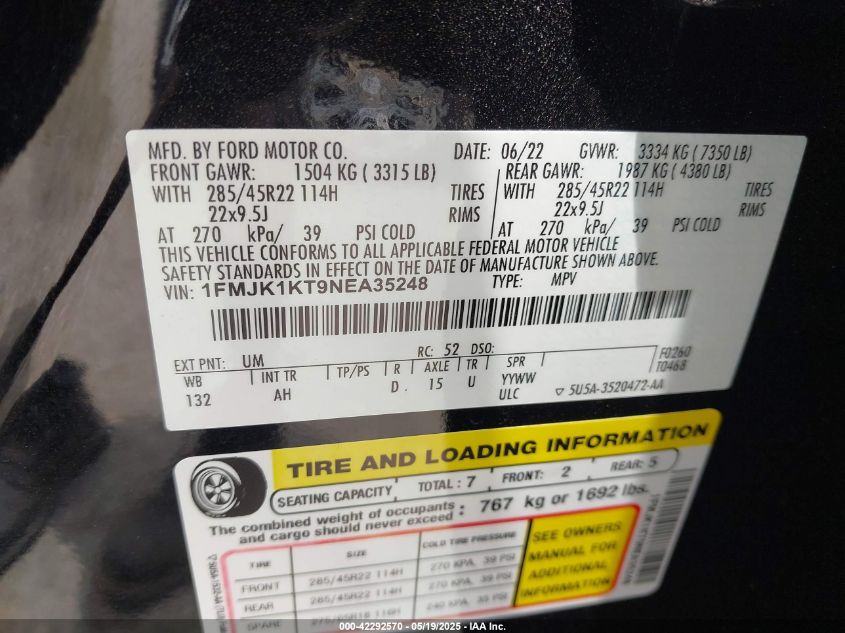 MFD. BY FORD MOTOR CO. DATE: 06/22 GVWR: 3334 KG ( 7350 LB )
FRONT GAWR: 1504 KG ( 3315 LB) REAR GAWR: 1987 KG ( 4380 LB)
WITH 285/45R22 114H TIRES WITH 285/45R22 114H TIRES
22x9.5J RIMS 22x9.5J RIMS
AT 270 kPa/ 39 PSI COLD AT 270 kPa/ 39 PSI COLD
THIS VEHICLE CONFORMS TO ALL APPLICABLE FEDERAL MOTOR VEHICLE
SAFETY STANDARDS IN EFFECT ON THE DATE OF MANUFACTURE SHOWN ABOVE.
VIN: 1FMJK1KT9NEA35248 TYPE: MPV
EXT PNT: UM RC: 52 DSO: F0260
WB INT TR TP/PS R AXLE TR SPR T0468
132 AH D . 15 U YYWW
ULC ▽ 5U5A-3520472-AA
TIRE AND LOADING INFORMATION
SEATING CAPACITY TOTAL : 7 FRONT: 2 REAR: 5
The combined weight of occupants and cargo should never exceed : 767 kg or 1692 lbs.
TIRE SIZE COLD TIRE PRESSURE
FRONT 285/45R22 114H 270 KPA, 39 PSI
REAR 285/45R22 114H 270 KPA, 39 PSI
SPARE
SEE OWNERS
MANUAL FOR
ADDITIONAL
INFORMATION
000-42292570 - 05/19/2025 - IAA Inc.